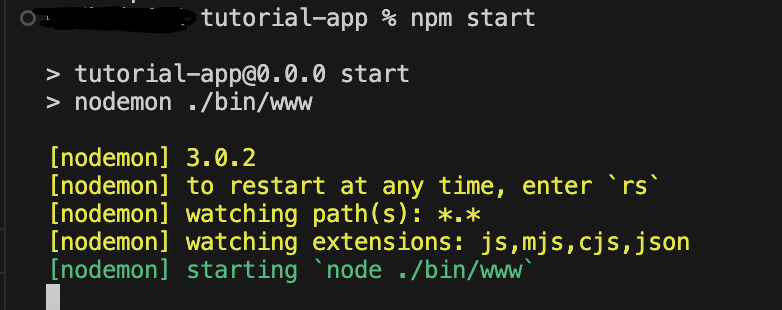 tutorial-app % npm start
> tutorial-app@0.0.0 start
> nodemon ./bin/www
[nodemon] 3.0.2
[nodemon] to restart at any time, enter `rs`
[nodemon] watching path(s): *.*
[nodemon] watching extensions: js,mjs,cjs,json
[nodemon] starting `node ./bin/www`